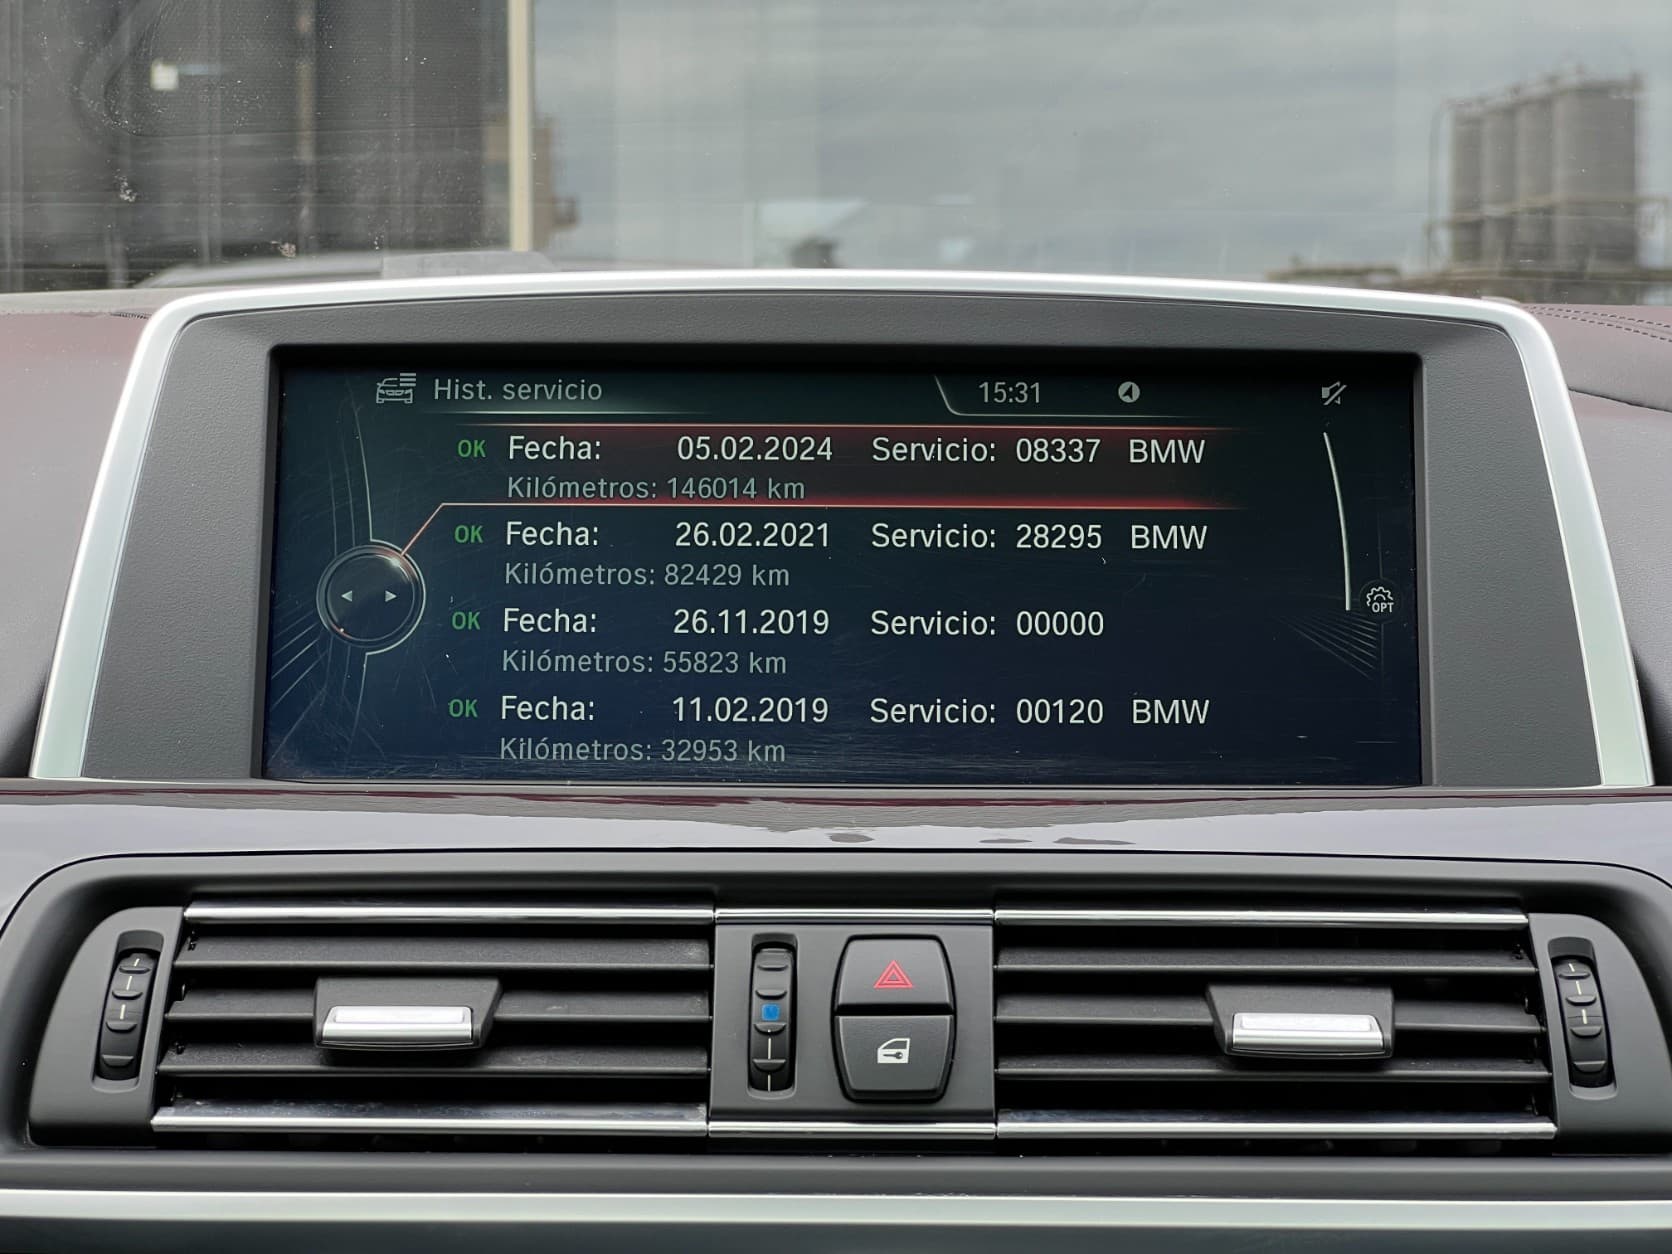 Hist. servicio 15:31
OK Fecha: 05.02.2024 Servicio: 08337 BMW
Kilómetros: 146014 km
OK Fecha: 26.02.2021 Servicio: 28295 BMW
Kilómetros: 82429 km
OK Fecha: 26.11.2019 Servicio: 00000
Kilómetros: 55823 km
OPT
OK Fecha: 11.02.2019 Servicio: 00120 BMW
Kilómetros: 32953 km